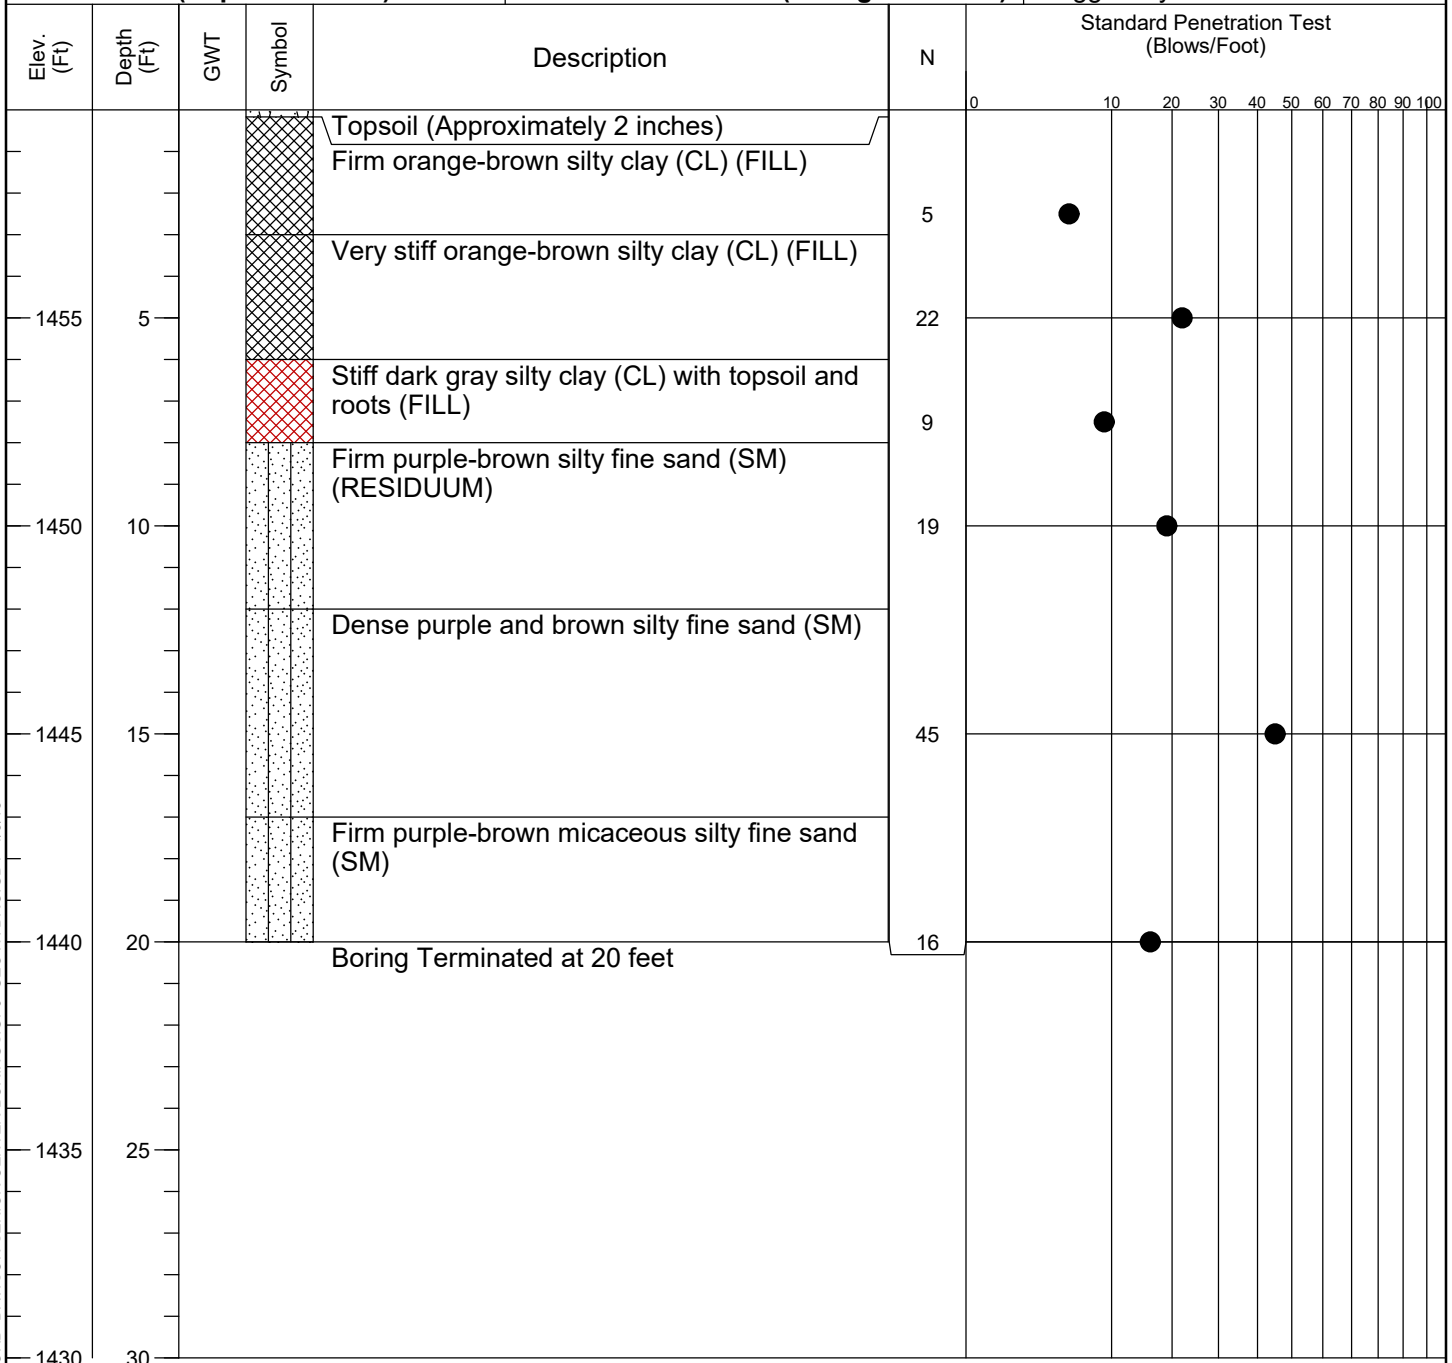 Standard Penetration Test
(Blows/Foot)
Elev.
(Ft)
Depth
(Ft)
GWT
Symbol
Description
N
0 10 20 30 40 50 60 70 80 90 100
Topsoil (Approximately 2 inches)
Firm orange-brown silty clay (CL) (FILL)
5
Very stiff orange-brown silty clay (CL) (FILL)
1455 5 22
Stiff dark gray silty clay (CL) with topsoil and
roots (FILL)
9
Firm purple-brown silty fine sand (SM)
(RESIDUUM)
1450 10 19
Dense purple and brown silty fine sand (SM)
1445 15 45
Firm purple-brown micaceous silty fine sand
(SM)
1440 20 16
Boring Terminated at 20 feet
1435 25
1430 30